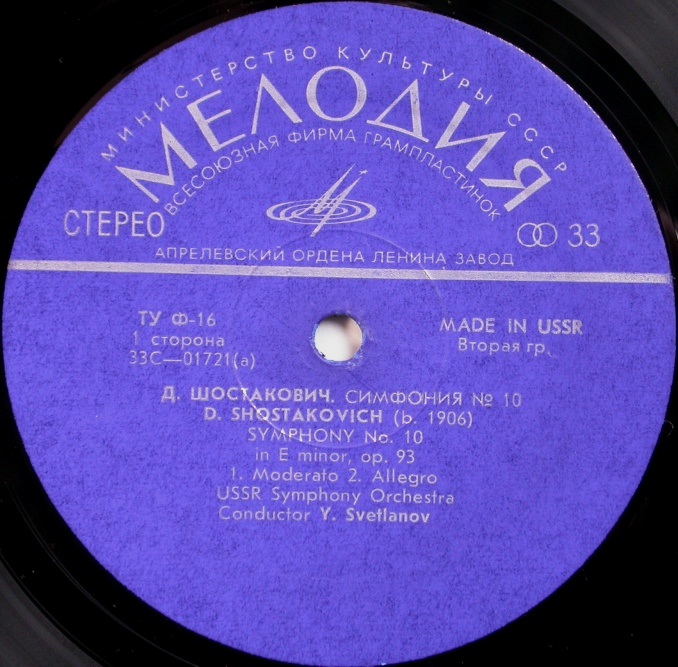 МИНИСТЕРСТВО КУЛЬТУРЫ СССР
МЕЛОДИЯ
ВСЕСОЮЗНАЯ ФИРМА ГРАМПЛАСТИНОК
СТЕРЕО
33
АПРЕЛЕВСКИЙ ОРДЕНА ЛЕНИНА ЗАВОД
ТУ Ф-16
1 сторона
33С—01721(а)
MADE IN USSR
Вторая гр.
Д. ШОСТАКОВИЧ. СИМФОНИЯ № 10
D. SHOSTAKOVICH (b. 1906)
SYMPHONY No. 10
in E minor, op. 93
1. Moderato 2. Allegro
USSR Symphony Orchestra
Conductor Y. Svetlanov